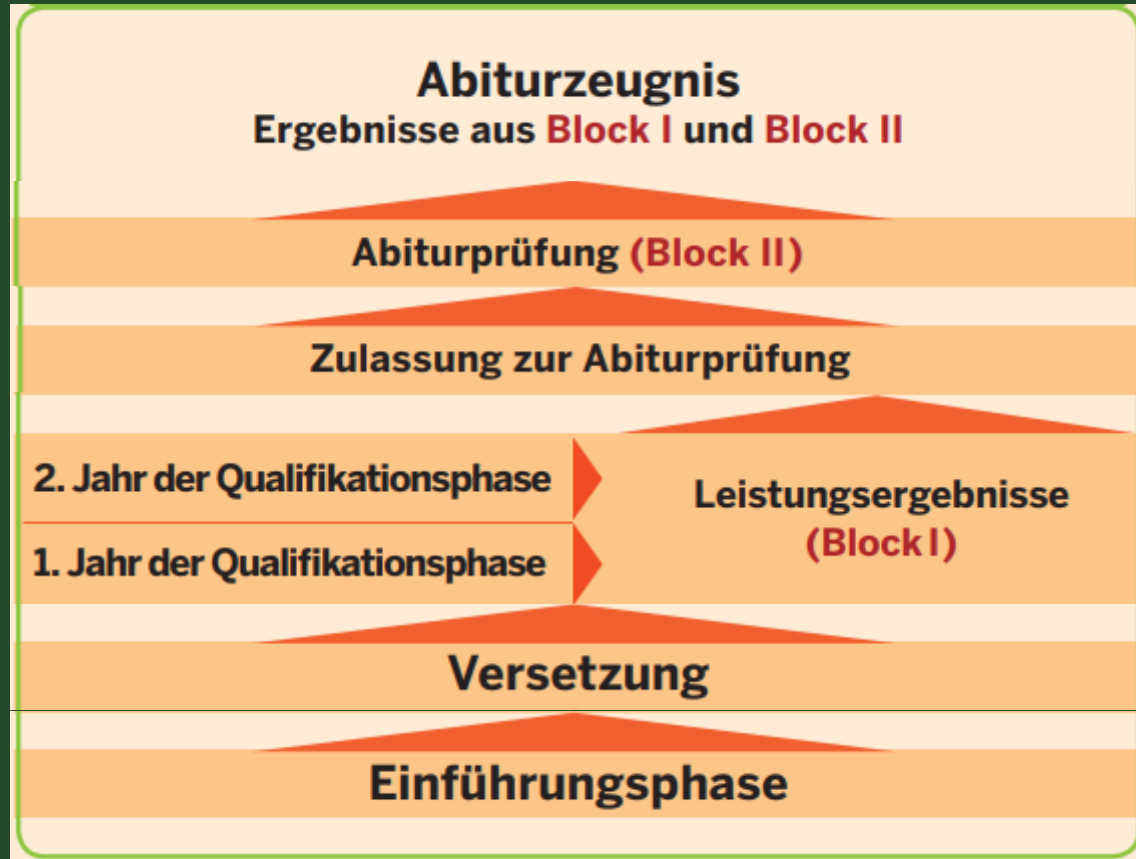 Abiturzeugnis
Ergebnisse aus Block I und Block II
Abiturprüfung (Block II)
Zulassung zur Abiturprüfung
2. Jahr der Qualifikationsphase
1. Jahr der Qualifikationsphase
Leistungsergebnisse
(Block I)
Versetzung
Einführungsphase